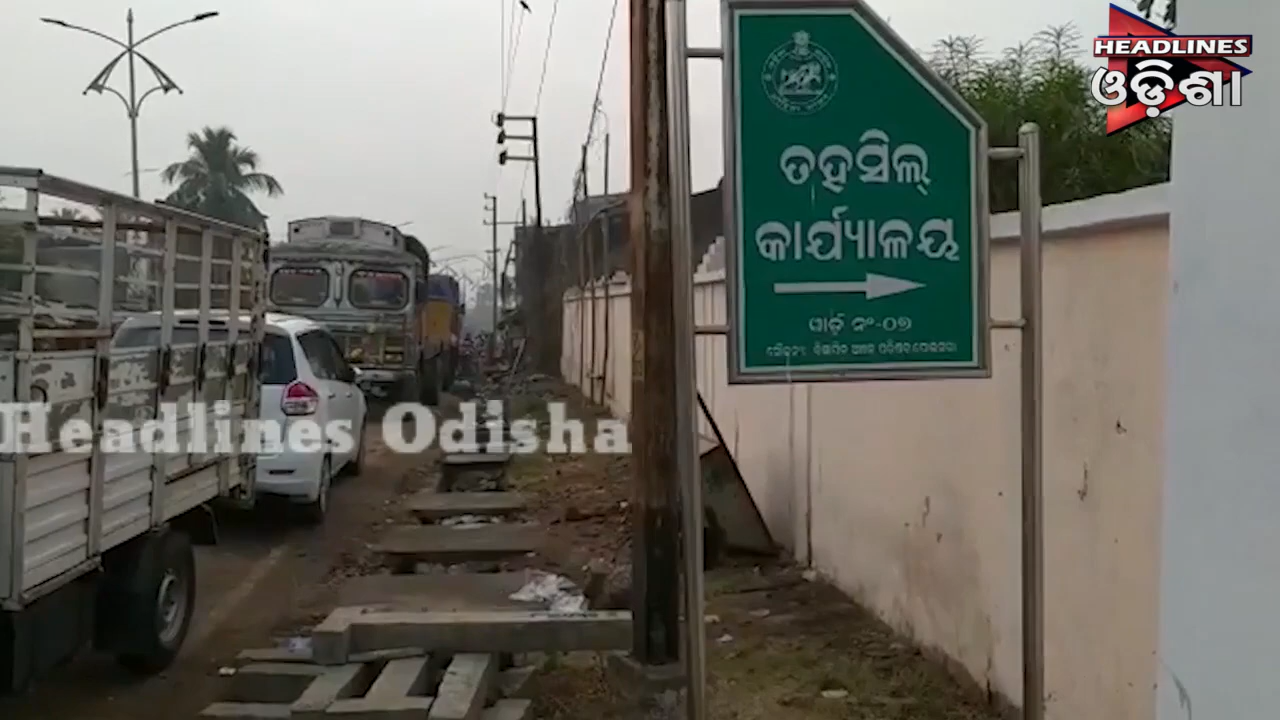 HEADLINES
ଓଡ଼ିଶା
ତହସିଲ୍
କାର୍ଯ୍ୟାଳୟ
ୱାର୍ଡ଼ ନଂ-୦୭
Headlines Odisha